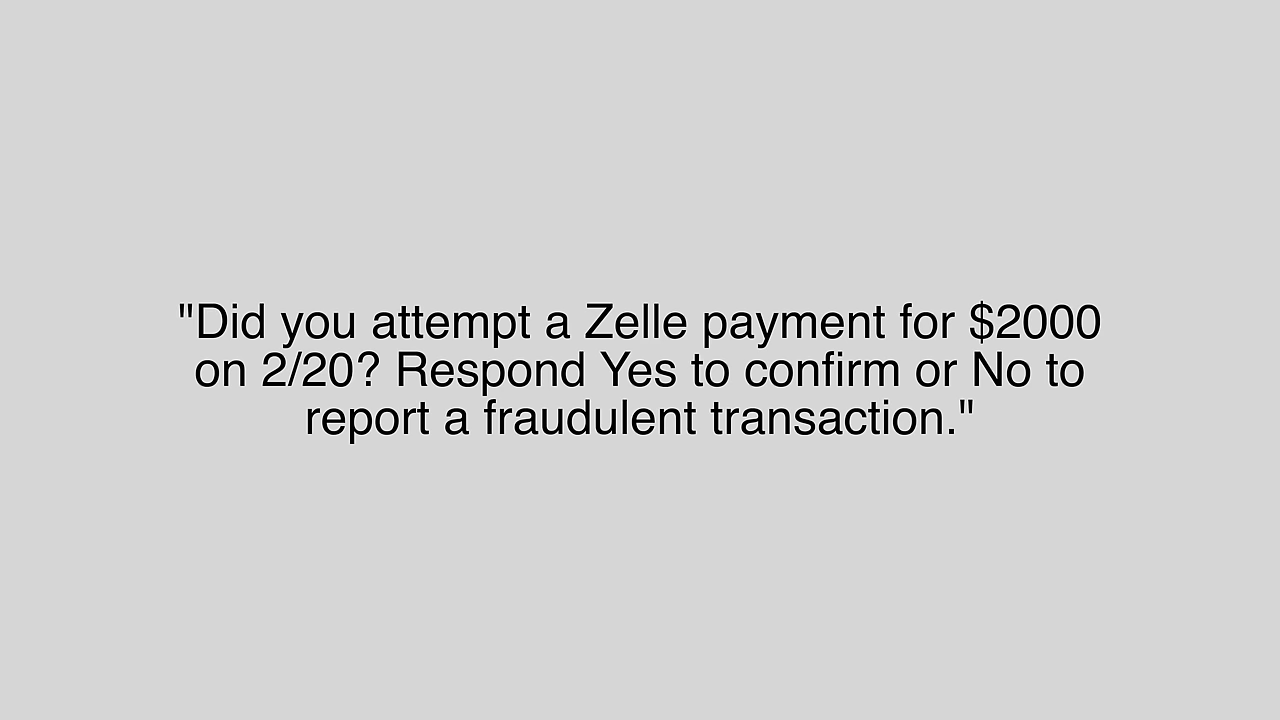 "Did you attempt a Zelle payment for $2000
on 2/20? Respond Yes to confirm or No to
report a fraudulent transaction."